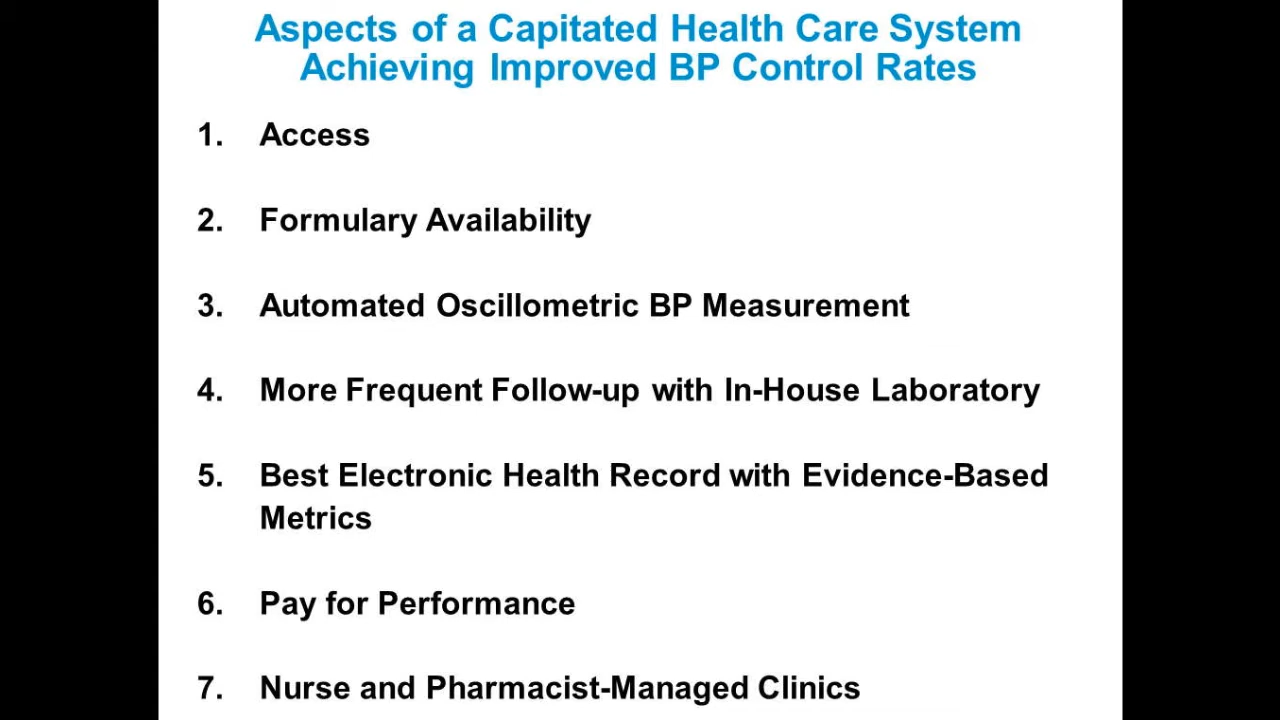 Aspects of a Capitated Health Care System
Achieving Improved BP Control Rates
1. Access
2. Formulary Availability
3. Automated Oscillometric BP Measurement
4. More Frequent Follow-up with In-House Laboratory
5. Best Electronic Health Record with Evidence-Based
Metrics
6. Pay for Performance
7. Nurse and Pharmacist-Managed Clinics